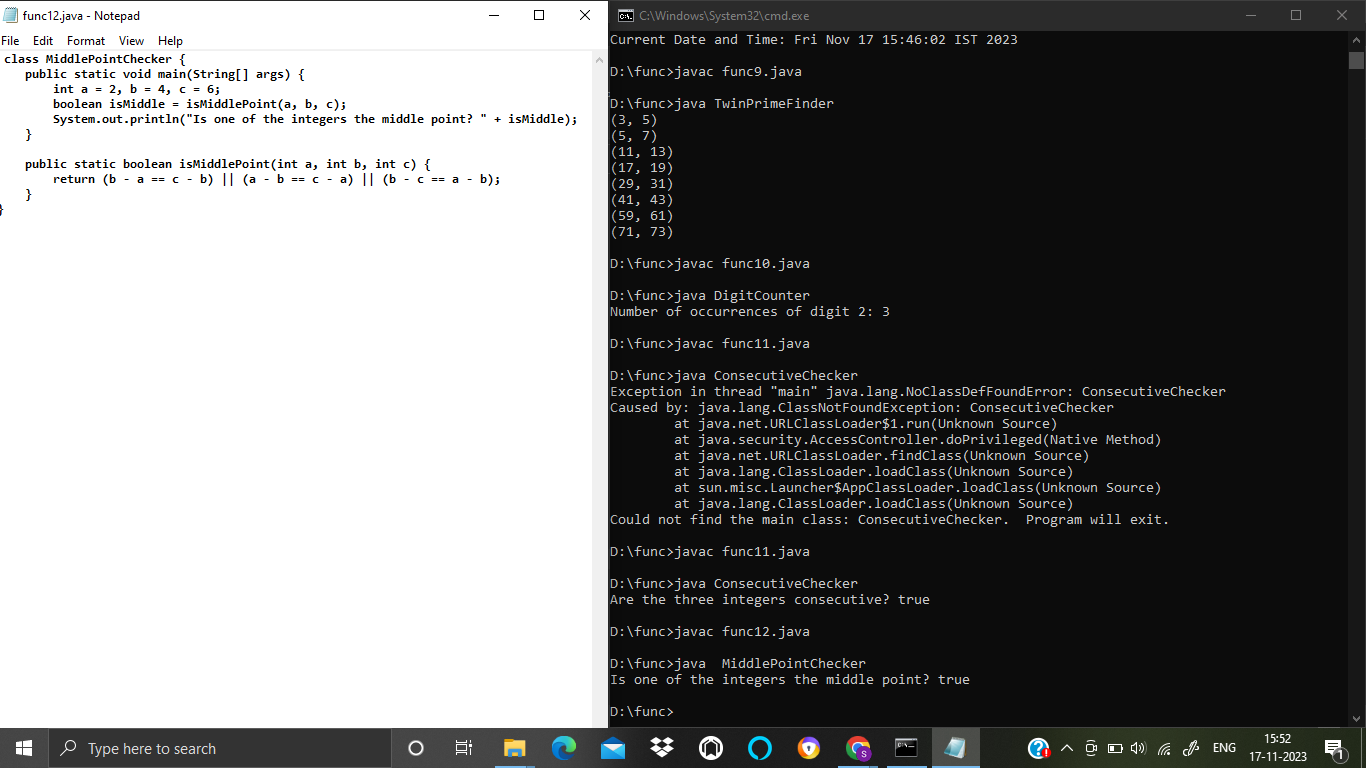 func12.java - Notepad
File Edit Format View Help
class MiddlePointChecker {
public static void main(String[] args) {
int a = 2, b = 4, c = 6;
boolean isMiddle = isMiddlePoint(a, b, c);
System.out.println("Is one of the integers the middle point? " + isMiddle);
}
public static boolean isMiddlePoint(int a, int b, int c) {
return (b - a == c - b) || (a - b == c - a) || (b - c == a - b);
}
}
C:\Windows\System32\cmd.exe
Current Date and Time: Fri Nov 17 15:46:02 IST 2023
D:\func>javac func9.java
D:\func>java TwinPrimeFinder
(3, 5)
(5, 7)
(11, 13)
(17, 19)
(29, 31)
(41, 43)
(59, 61)
(71, 73)
D:\func>javac func10.java
D:\func>java DigitCounter
Number of occurrences of digit 2: 3
D:\func>javac func11.java
D:\func>java ConsecutiveChecker
Exception in thread "main" java.lang.NoClassDefFoundError: ConsecutiveChecker
Caused by: java.lang.ClassNotFoundException: ConsecutiveChecker
at java.net.URLClassLoader$1.run(Unknown Source)
at java.security.AccessController.doPrivileged(Native Method)
at java.net.URLClassLoader.findClass(Unknown Source)
at java.lang.ClassLoader.loadClass(Unknown Source)
at sun.misc.Launcher$AppClassLoader.loadClass(Unknown Source)
at java.lang.ClassLoader.loadClass(Unknown Source)
Could not find the main class: ConsecutiveChecker.  Program will exit.
D:\func>javac func11.java
D:\func>java ConsecutiveChecker
Are the three integers consecutive? true
D:\func>javac func12.java
D:\func>java  MiddlePointChecker
Is one of the integers the middle point? true
D:\func>
Type here to search
ENG
15:52
17-11-2023
1